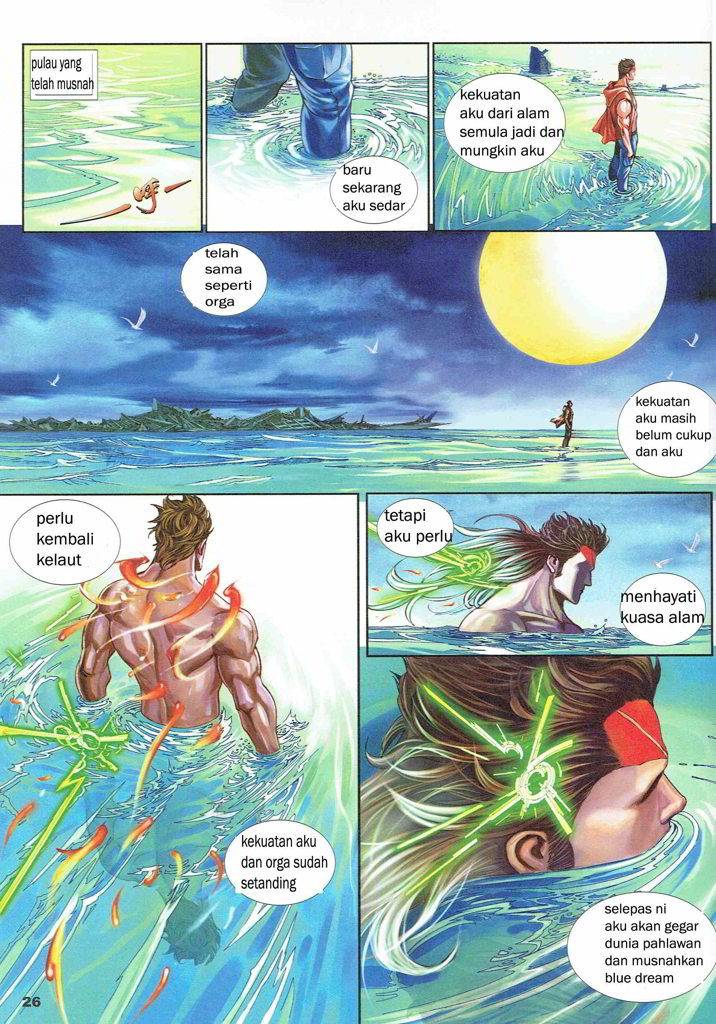 pulau yang
telah musnah
baru
sekarang
aku sedar
kekuatan
aku dari alam
semula jadi dan
mungkin aku
telah
sama
seperti
orga
kekuatan
aku masih
belum cukup
dan aku
perlu
kembali
kelaut
tetapi
aku perlu
menhayati
kuasa alam
kekuatan aku
dan orga sudah
setanding
selepas ni
aku akan gegar
dunia pahlawan
dan musnahkan
blue dream
26